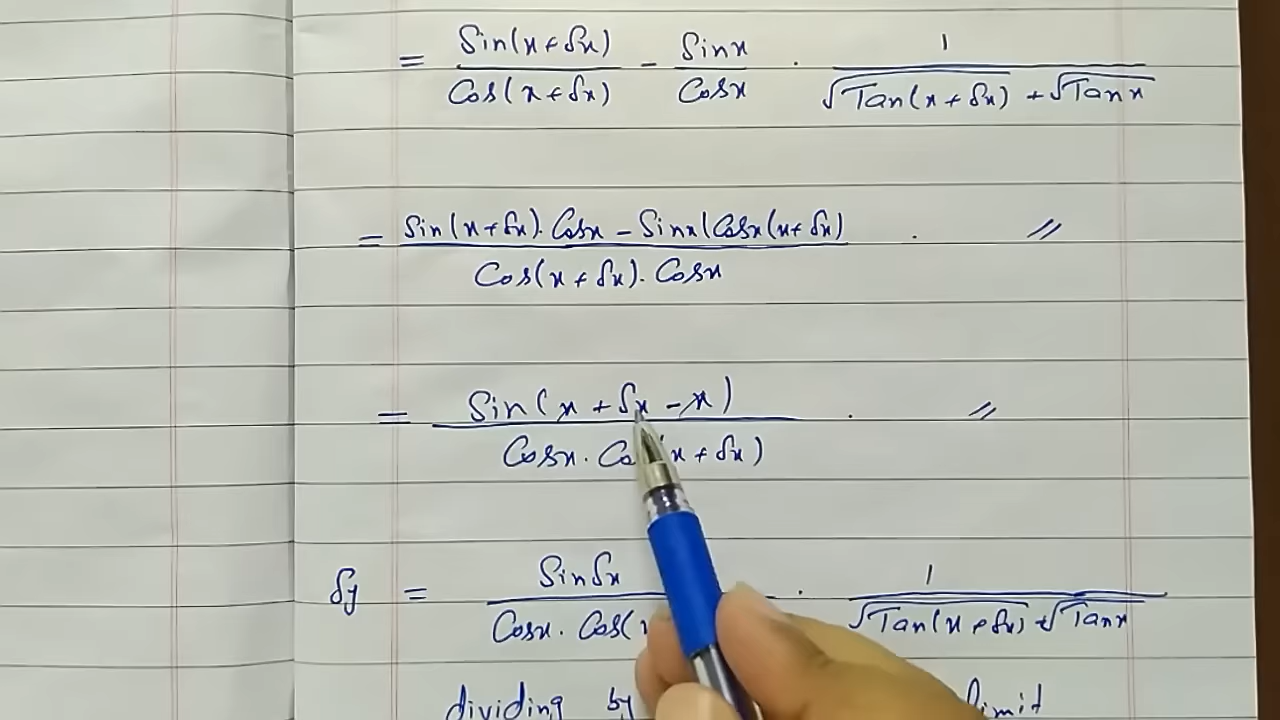 = Sin(x+δx)/Cos(x+δx) - Sinx/Cosx . 1/(√Tan(x+δx) + √Tanx)
= Sin(x+δx).Cosx - Sinx(Cosx(x+δx)/Cos(x+δx).Cosx . //
= Sin(x+δx-x)/Cosx.Co x+δx) . //
δy = Sinδx/Cosx.Cos( . 1/(√Tan(x+δx) + √Tanx)
dividing by limit